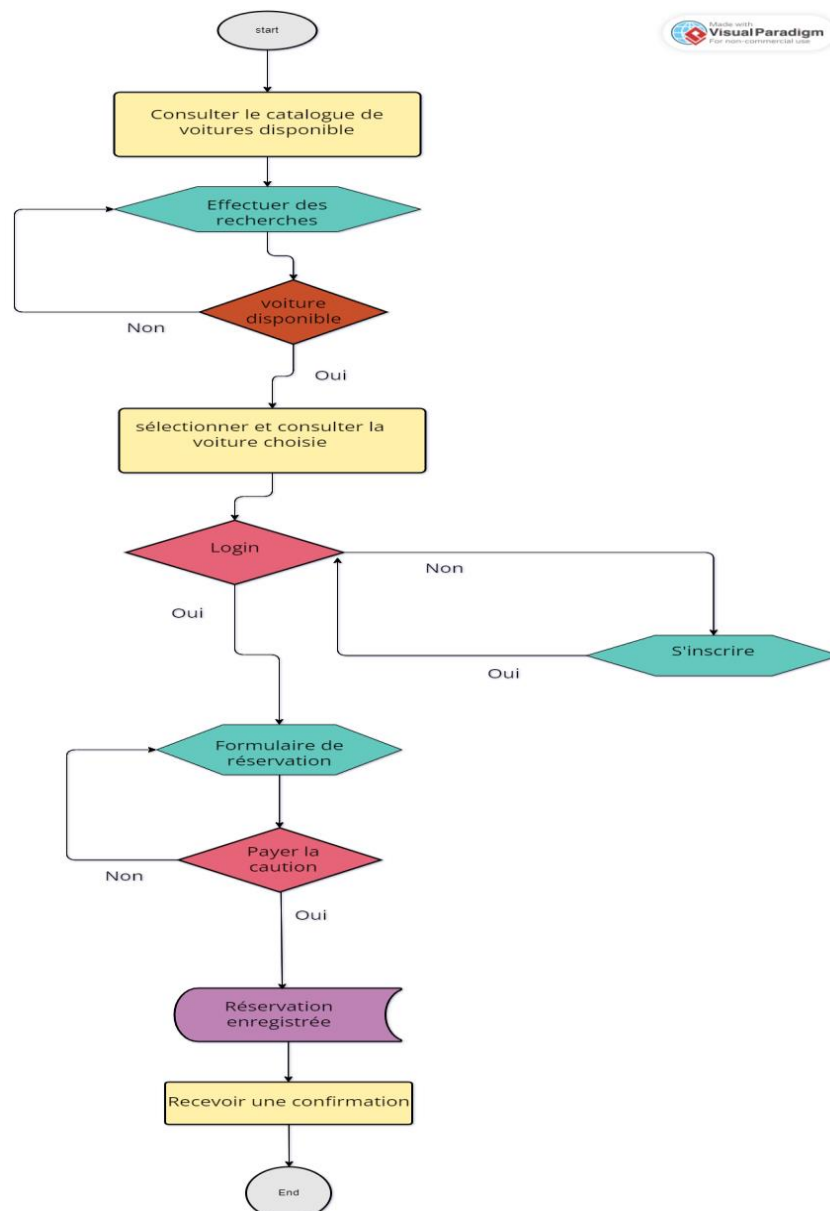 start
Made with
Visual Paradigm
For non-commercial use
Consulter le catalogue de
voitures disponible
Effectuer des
recherches
voiture
disponible
Non
Oui
sélectionner et consulter la
voiture choisie
Login
Non
Oui
S'inscrire
Oui
Formulaire de
réservation
Payer la
caution
Non
Oui
Réservation
enregistrée
Recevoir une confirmation
End